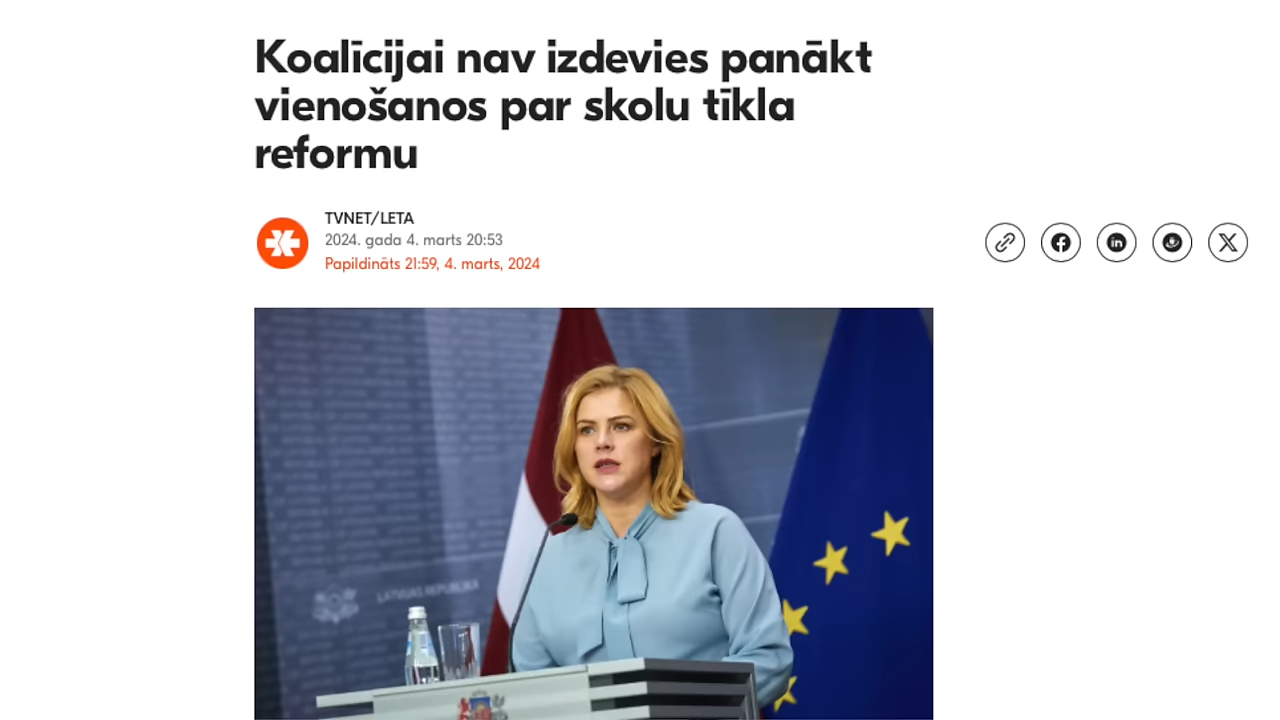 Koalīcijai nav izdevies panākt
vienošanos par skolu tīkla
reformu
TVNET/LETA
2024. gada 4. marts 20:53
Papildināts 21:59, 4. marts, 2024
LATVIJAS REPUBLIKA